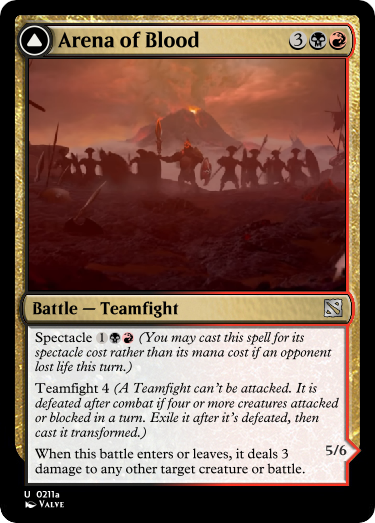 Arena of Blood 3
Battle — Teamfight
Spectacle 1 (You may cast this spell for its
spectacle cost rather than its mana cost if an opponent
lost life this turn.)
Teamfight 4 (A Teamfight can't be attacked. It is
defeated after combat if four or more creatures attacked
or blocked in a turn. Exile it after it's defeated, then
cast it transformed.)
When this battle enters or leaves, it deals 3
damage to any other target creature or battle.
5/6
U 0211a
Valve